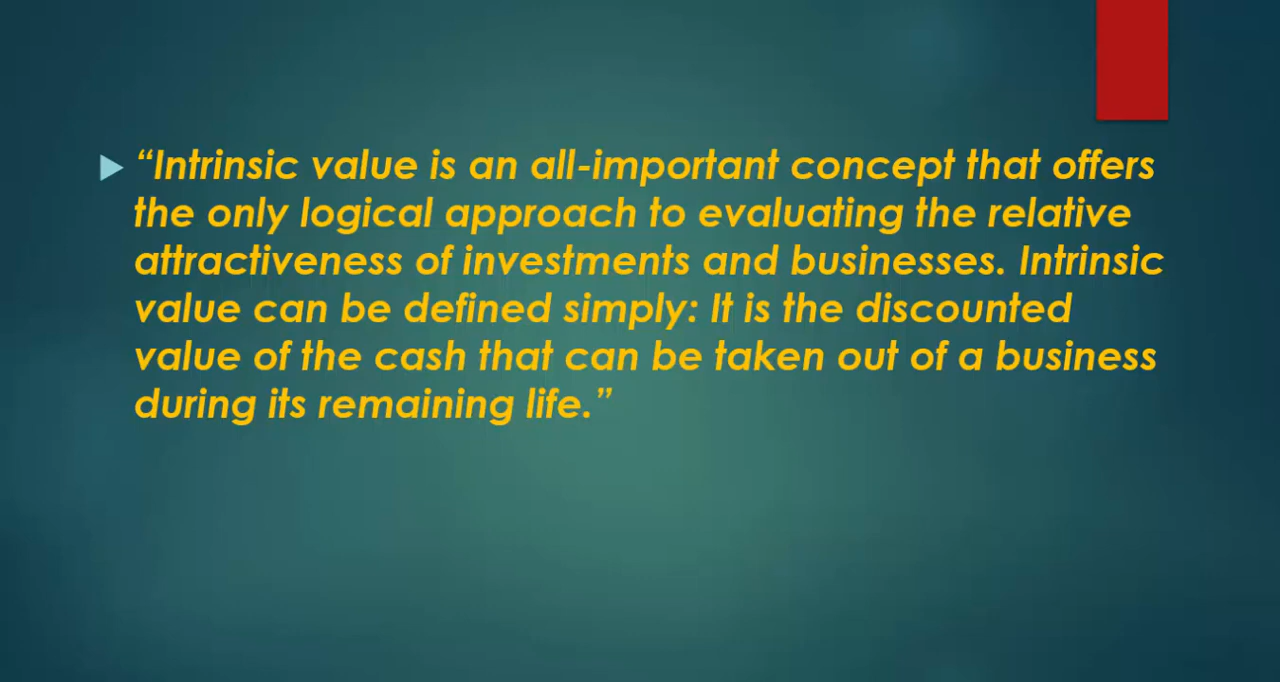 “Intrinsic value is an all-important concept that offers
the only logical approach to evaluating the relative
attractiveness of investments and businesses. Intrinsic
value can be defined simply: It is the discounted
value of the cash that can be taken out of a business
during its remaining life.”